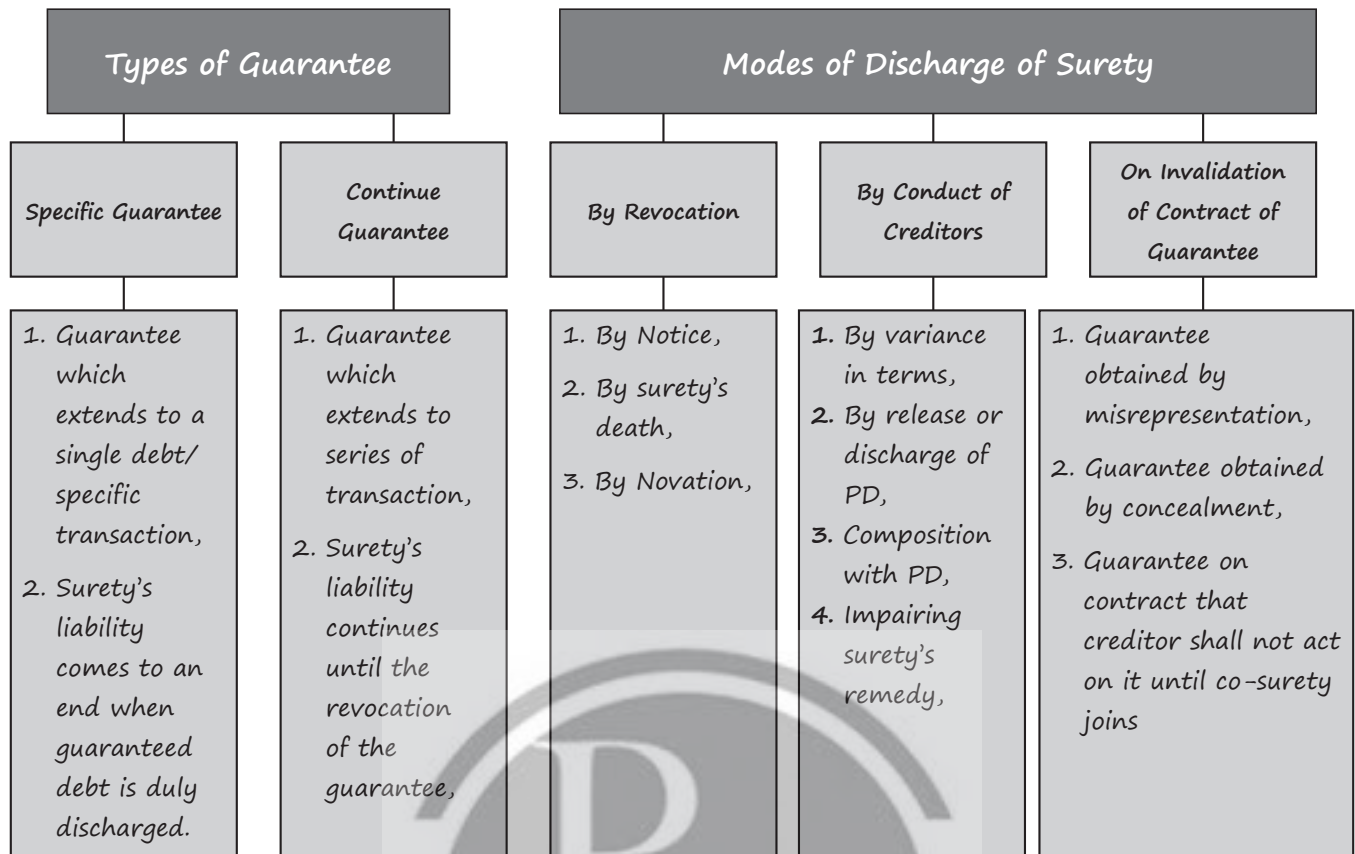 Types of Guarantee
Specific Guarantee
1. Guarantee
which
extends to a
single debt/
specific
transaction,
2. Surety's
liability
comes to an
end when
guaranteed
debt is duly
discharged.
Continue
Guarantee
1. Guarantee
which
extends to
series of
transaction,
2. Surety's
liability
continues
until the
revocation
of the
guarantee,
Modes of Discharge of Surety
By Revocation
1. By Notice,
2. By surety's
death,
3. By Novation,
By Conduct of
Creditors
1. By variance
in terms,
2. By release or
discharge of
PD,
3. Composition
with PD,
4. Impairing
surety's
remedy,
On Invalidation
of Contract of
Guarantee
1. Guarantee
obtained by
misrepresentation,
2. Guarantee obtained
by concealment,
3. Guarantee on
contract that
creditor shall not act
on it until co-surety
joins